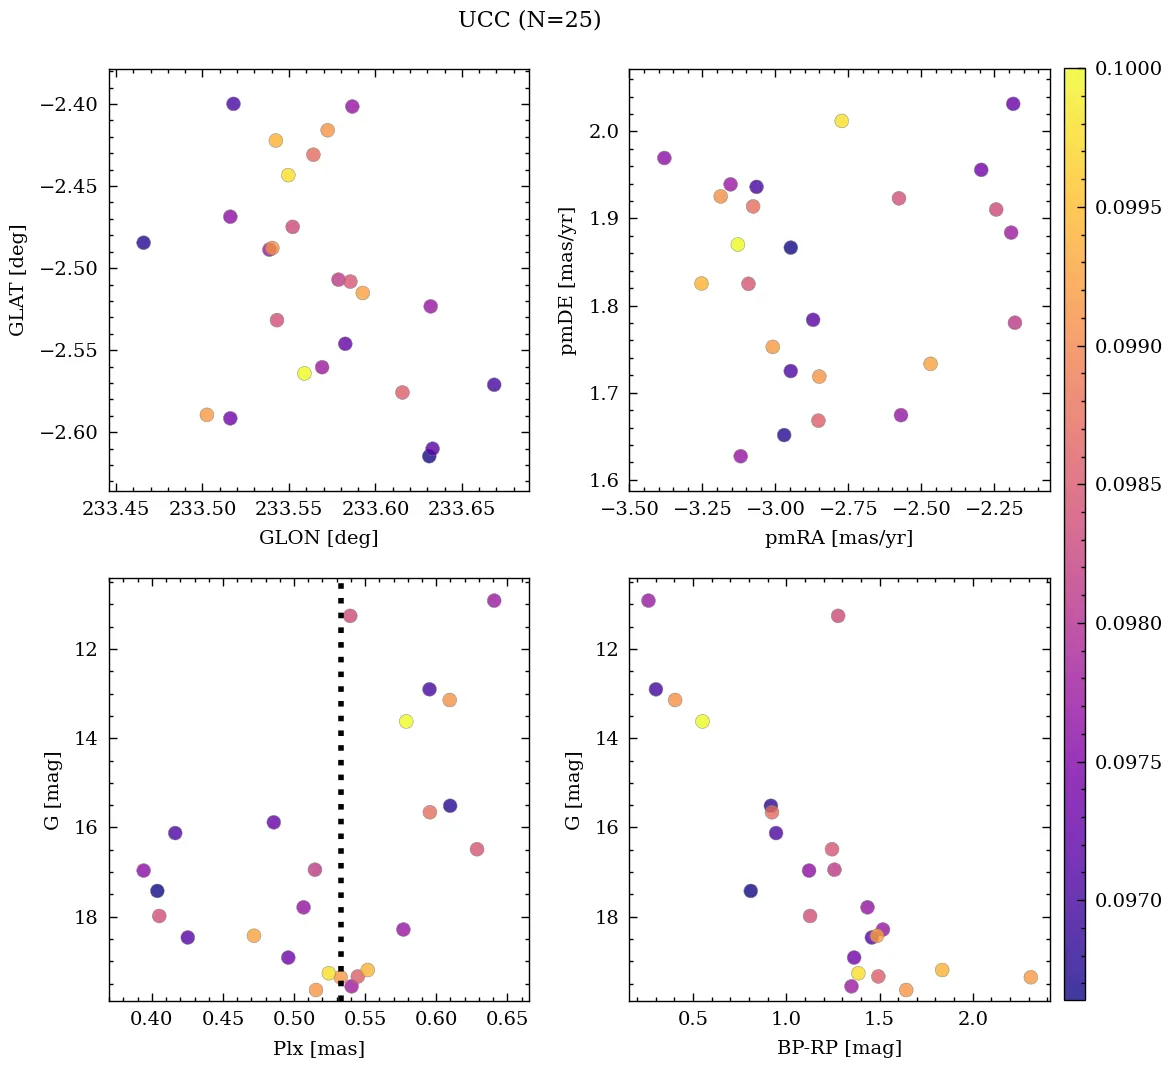 UCC (N=25)
−2.40
−2.45
−2.50
−2.55
−2.60
GLAT [deg]
233.45 233.50 233.55 233.60 233.65
GLON [deg]
2.0
1.9
1.8
1.7
1.6
pmDE [mas/yr]
−3.50 −3.25 −3.00 −2.75 −2.50 −2.25
pmRA [mas/yr]
12
14
16
18
G [mag]
0.40 0.45 0.50 0.55 0.60 0.65
Plx [mas]
12
14
16
18
G [mag]
0.5 1.0 1.5 2.0
BP-RP [mag]
0.1000
0.0995
0.0990
0.0985
0.0980
0.0975
0.0970